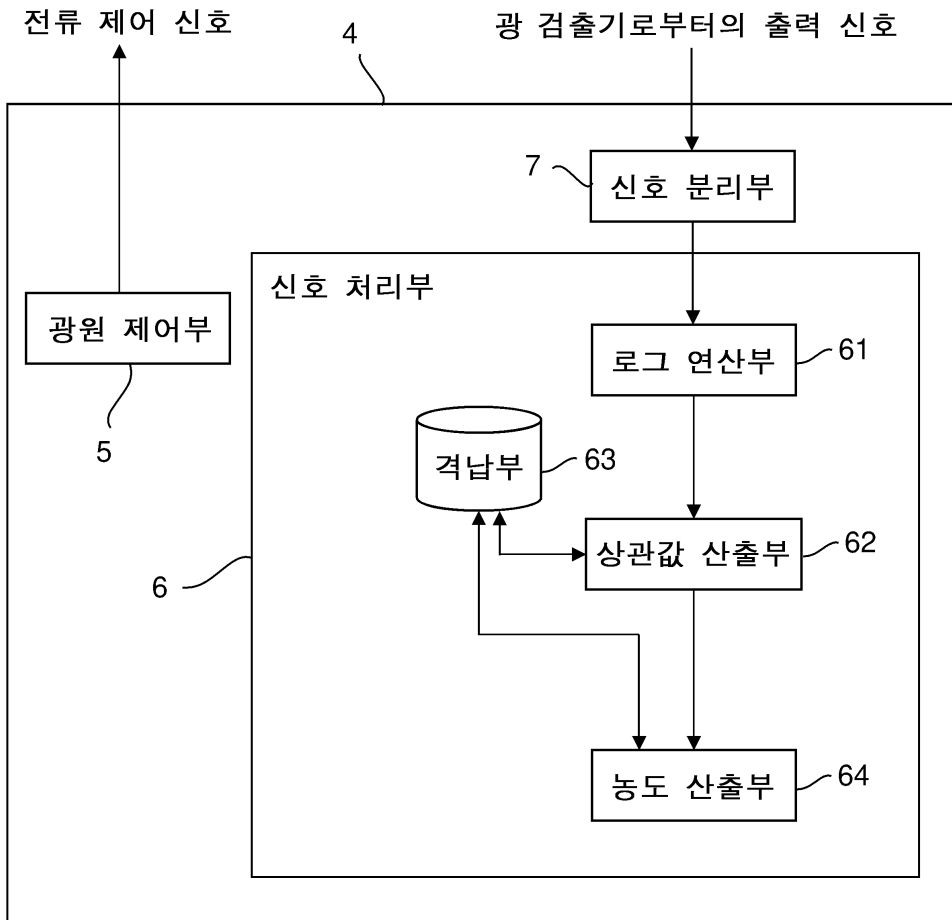 전류 제어 신호
4
광 검출기로부터의 출력 신호
7
신호 분리부
신호 처리부
광원 제어부
5
로그 연산부
61
격납부
63
상관값 산출부
62
6
농도 산출부
64